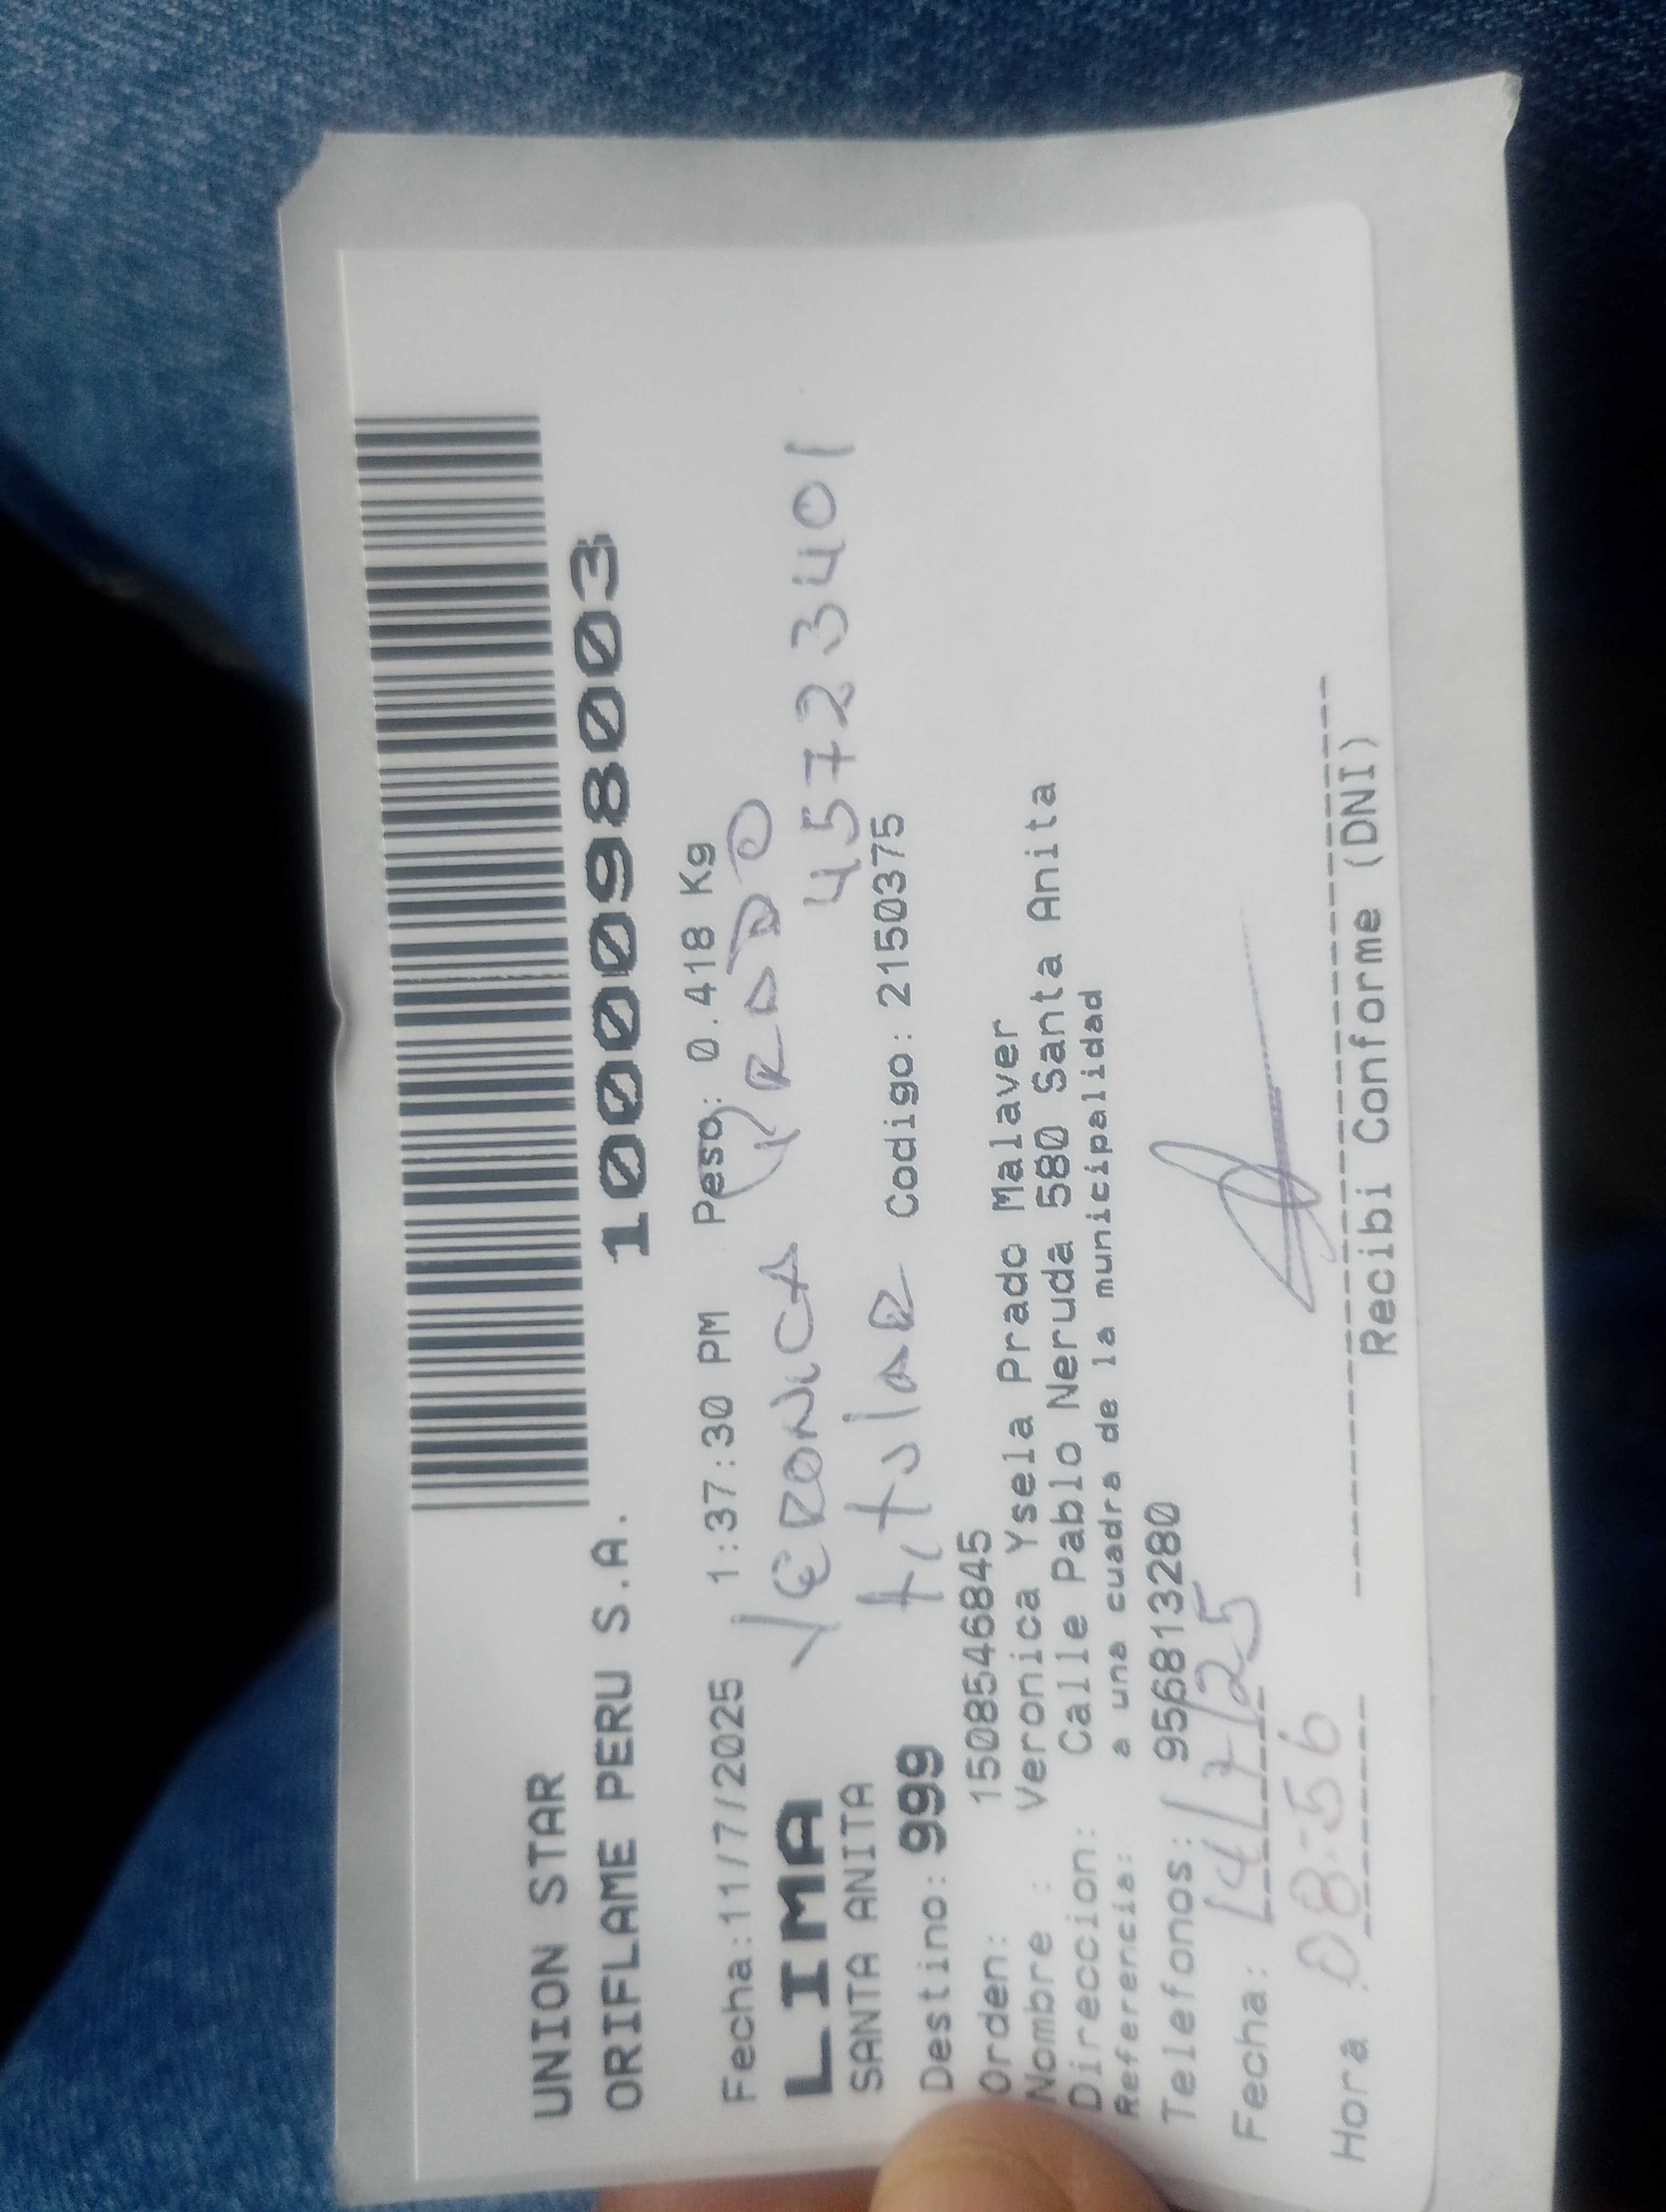 UNION STAR
ORIFLAME PERU S.A.
1000098003
Fecha:11/7/2025 1:37:30 PM Peso: 0.418 Kg
LIMA VERONICA PRADO
SANTA ANITA titular 45723401
Destino: 999 Codigo: 2150375
Orden: 1508546845
Nombre : Veronica Ysela Prado Malaver
Direccion: Calle Pablo Neruda 580 Santa Anita
Referencia: a una cuadra de la municipalidad
Telefonos: 956813280
Fecha: 14/7/25
Hora : 08:56
Recibi Conforme (DNI)